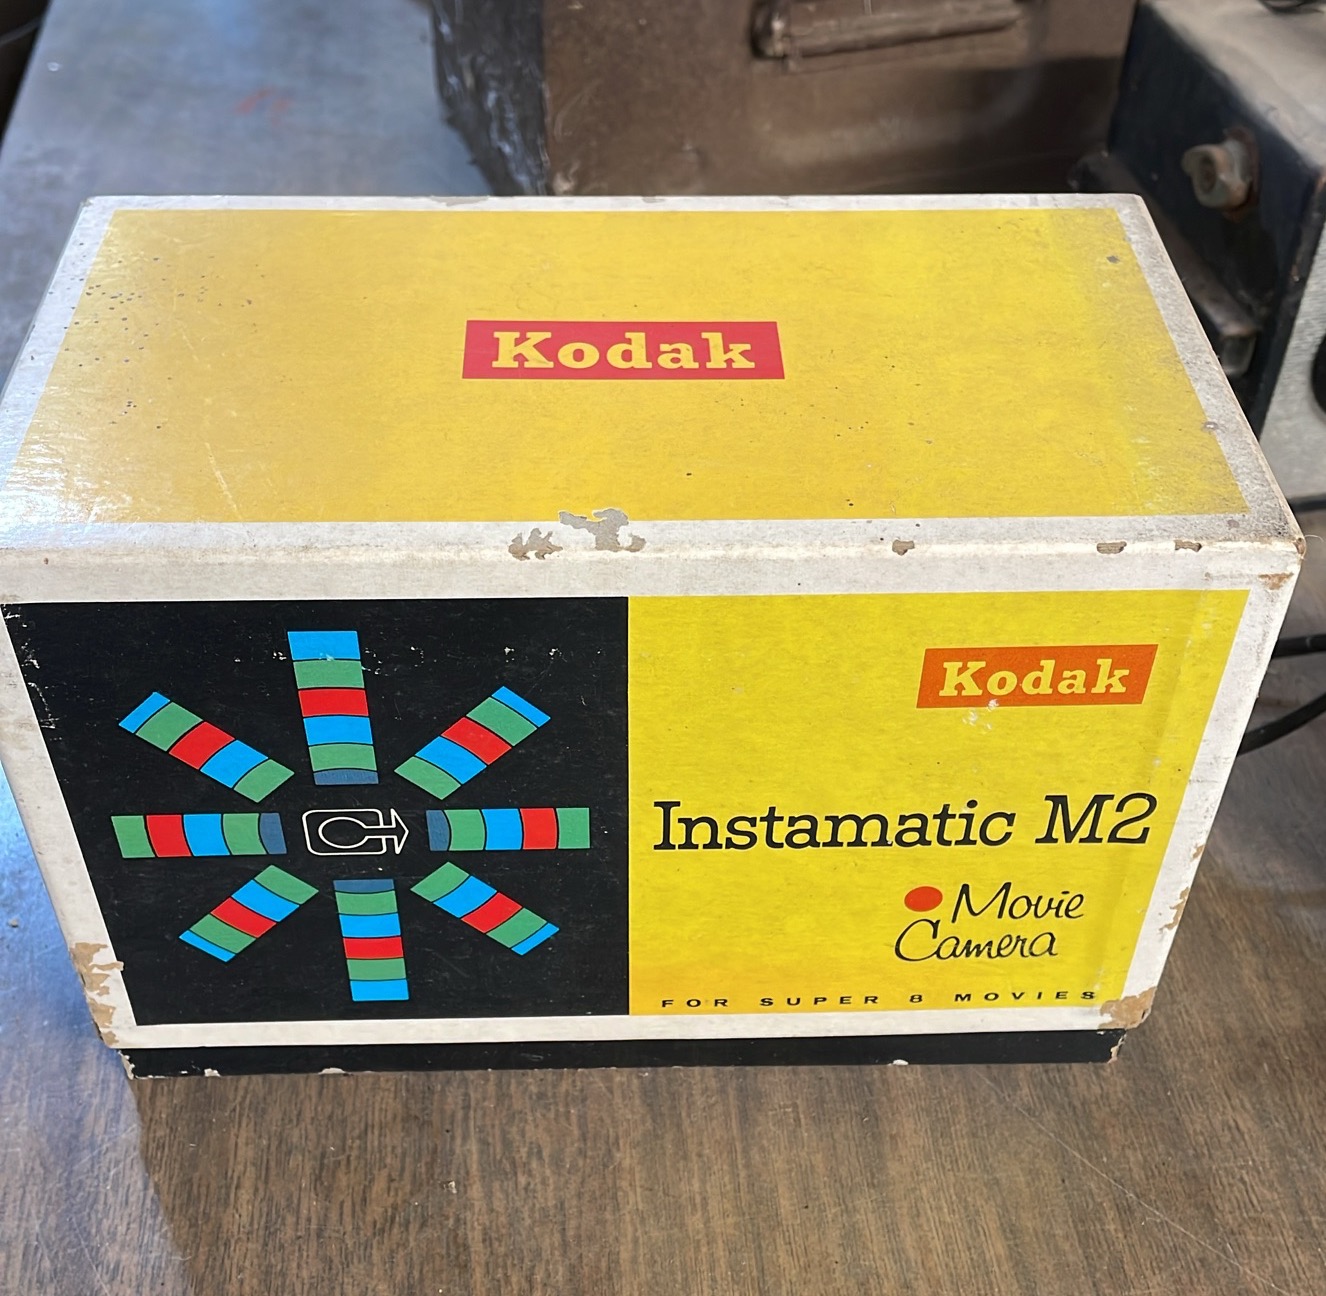 Kodak
Kodak
Instamatic M2
Movie
Camera
FOR SUPER 8 MOVIES